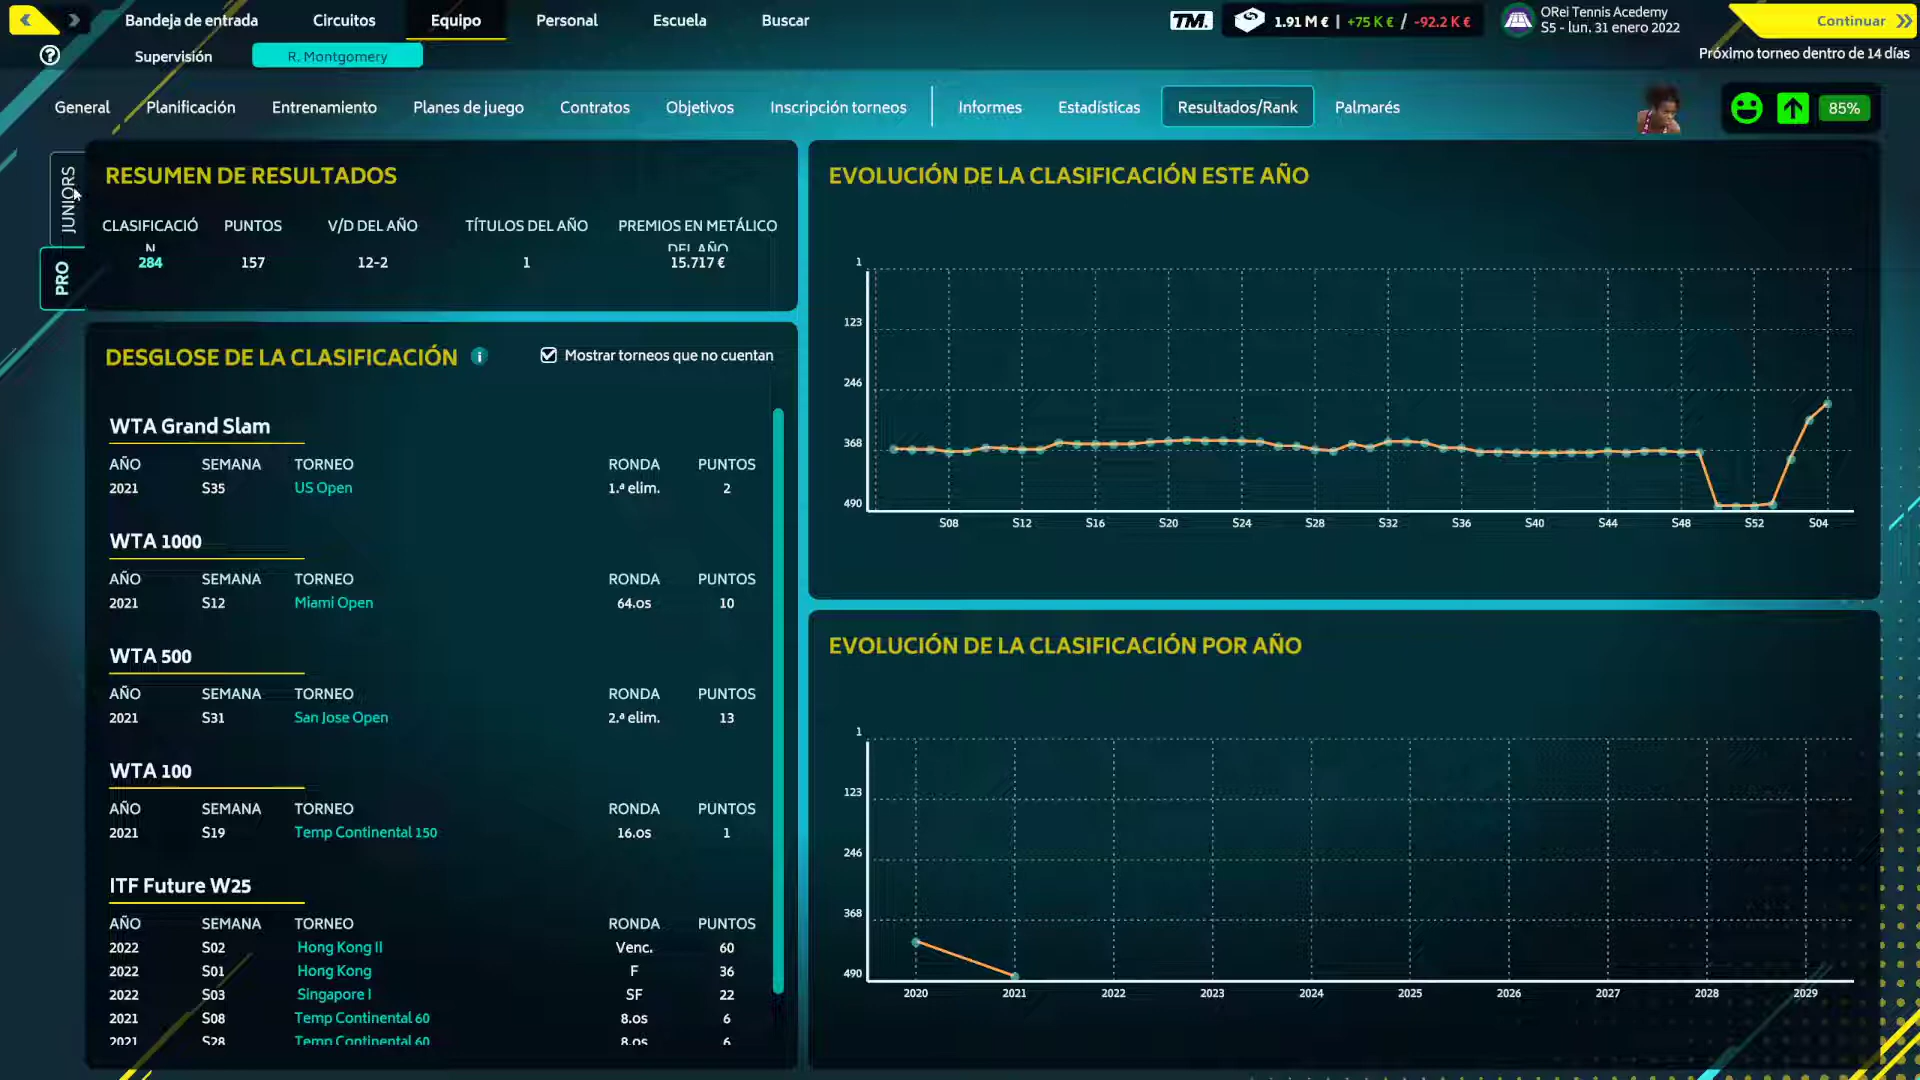 Bandeja de entrada Circuitos Equipo Personal Escuela Buscar
TM. 1.91 M € | +75 K € / -92.2 K €
ORei Tennis Acedemy
S5 - lun. 31 enero 2022
Continuar
Próximo torneo dentro de 14 días
Supervisión R. Montgomery
General Planificación Entrenamiento Planes de juego Contratos Objetivos Inscripción torneos Informes Estadísticas Resultados/Rank Palmarés
85%
JUNIORS
PRO
RESUMEN DE RESULTADOS
CLASIFICACIÓ PUNTOS V/D DEL AÑO TÍTULOS DEL AÑO PREMIOS EN METÁLICO
N DEL AÑO
284 157 12-2 1 15.717 €
DESGLOSE DE LA CLASIFICACIÓN i Mostrar torneos que no cuentan
WTA Grand Slam
AÑO SEMANA TORNEO RONDA PUNTOS
2021 S35 US Open 1.ª elim. 2
WTA 1000
AÑO SEMANA TORNEO RONDA PUNTOS
2021 S12 Miami Open 64.os 10
WTA 500
AÑO SEMANA TORNEO RONDA PUNTOS
2021 S31 San Jose Open 2.ª elim. 13
WTA 100
AÑO SEMANA TORNEO RONDA PUNTOS
2021 S19 Temp Continental 150 16.os 1
ITF Future W25
AÑO SEMANA TORNEO RONDA PUNTOS
2022 S02 Hong Kong II Venc. 60
2022 S01 Hong Kong F 36
2022 S03 Singapore I SF 22
2021 S08 Temp Continental 60 8.os 6
2021 S28 Temp Continental 60 8.os 6
EVOLUCIÓN DE LA CLASIFICACIÓN ESTE AÑO
1
123
246
368
490
S08 S12 S16 S20 S24 S28 S32 S36 S40 S44 S48 S52 S04
EVOLUCIÓN DE LA CLASIFICACIÓN POR AÑO
1
123
246
368
490
2020 2021 2022 2023 2024 2025 2026 2027 2028 2029